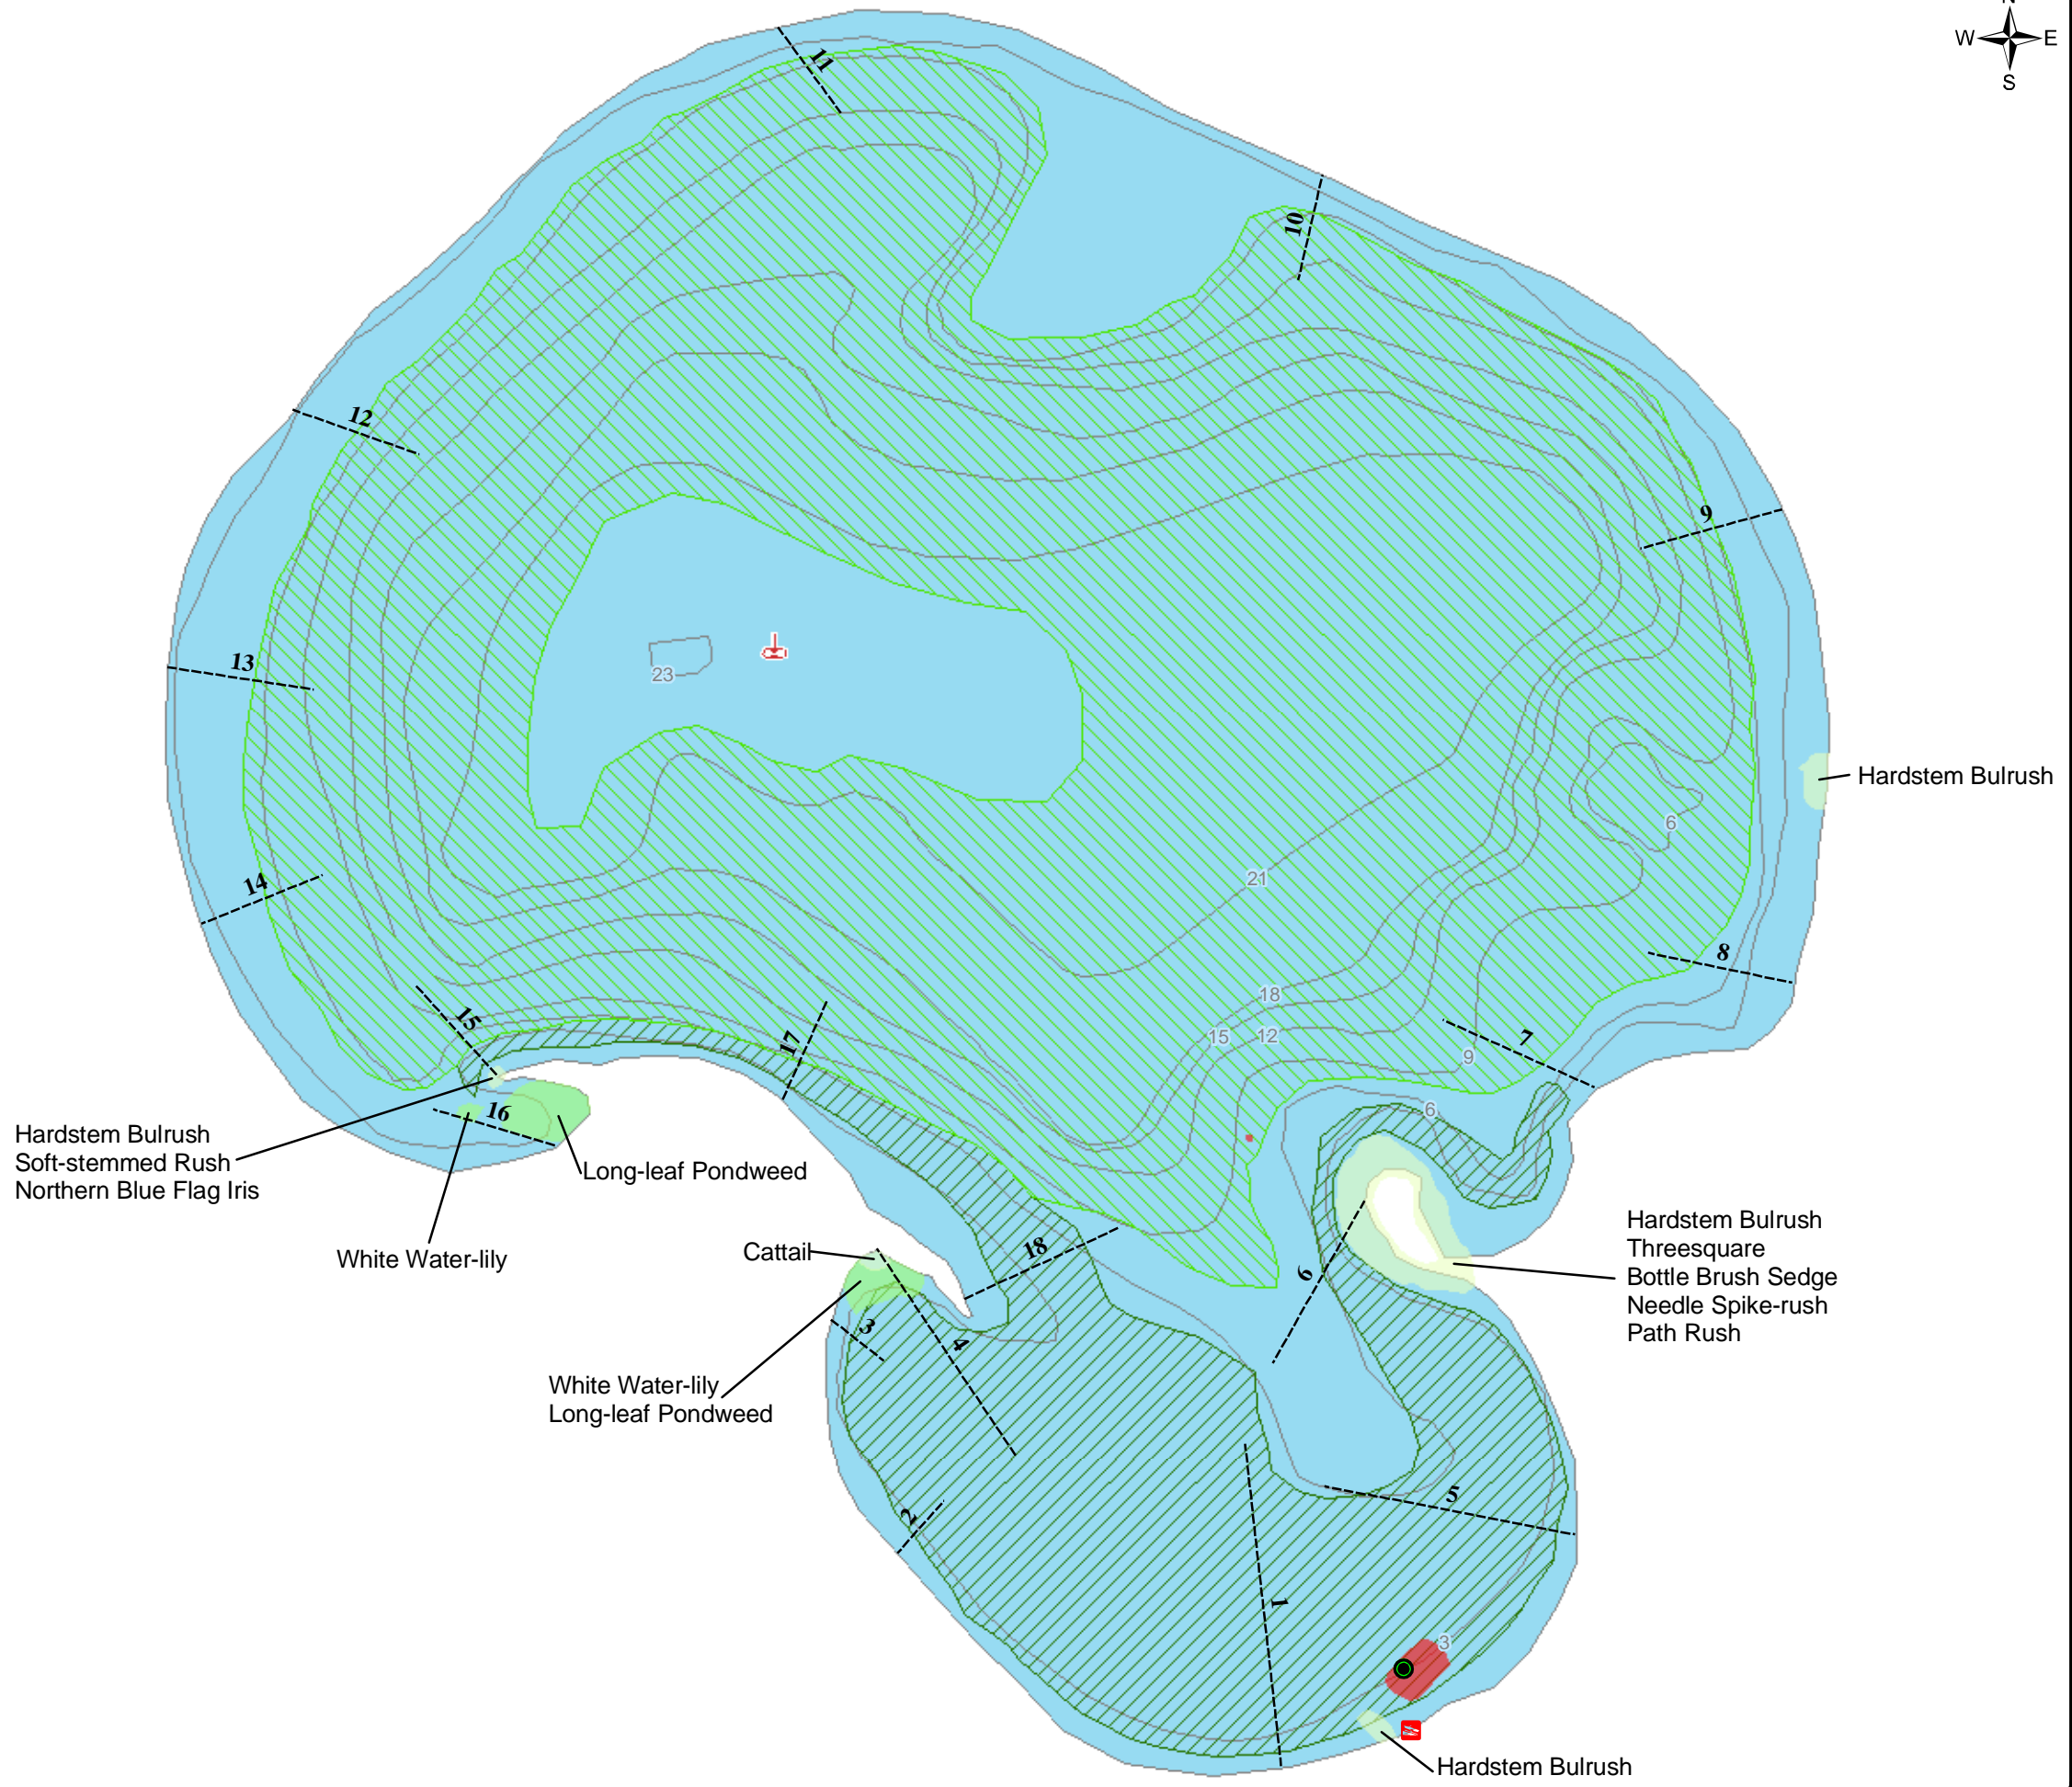 N
W E
S
11
10
12
9
23
13
Hardstem Bulrush
6
21
14
8
18
15
12
9
7
15
17
6
16
Hardstem Bulrush
Soft-stemmed Rush
Northern Blue Flag Iris
Long-leaf Pondweed
White Water-lily
Cattail
18
6
Hardstem Bulrush
Threesquare
Bottle Brush Sedge
Needle Spike-rush
Path Rush
3
4
White Water-lily
Long-leaf Pondweed
5
2
1
3
Hardstem Bulrush